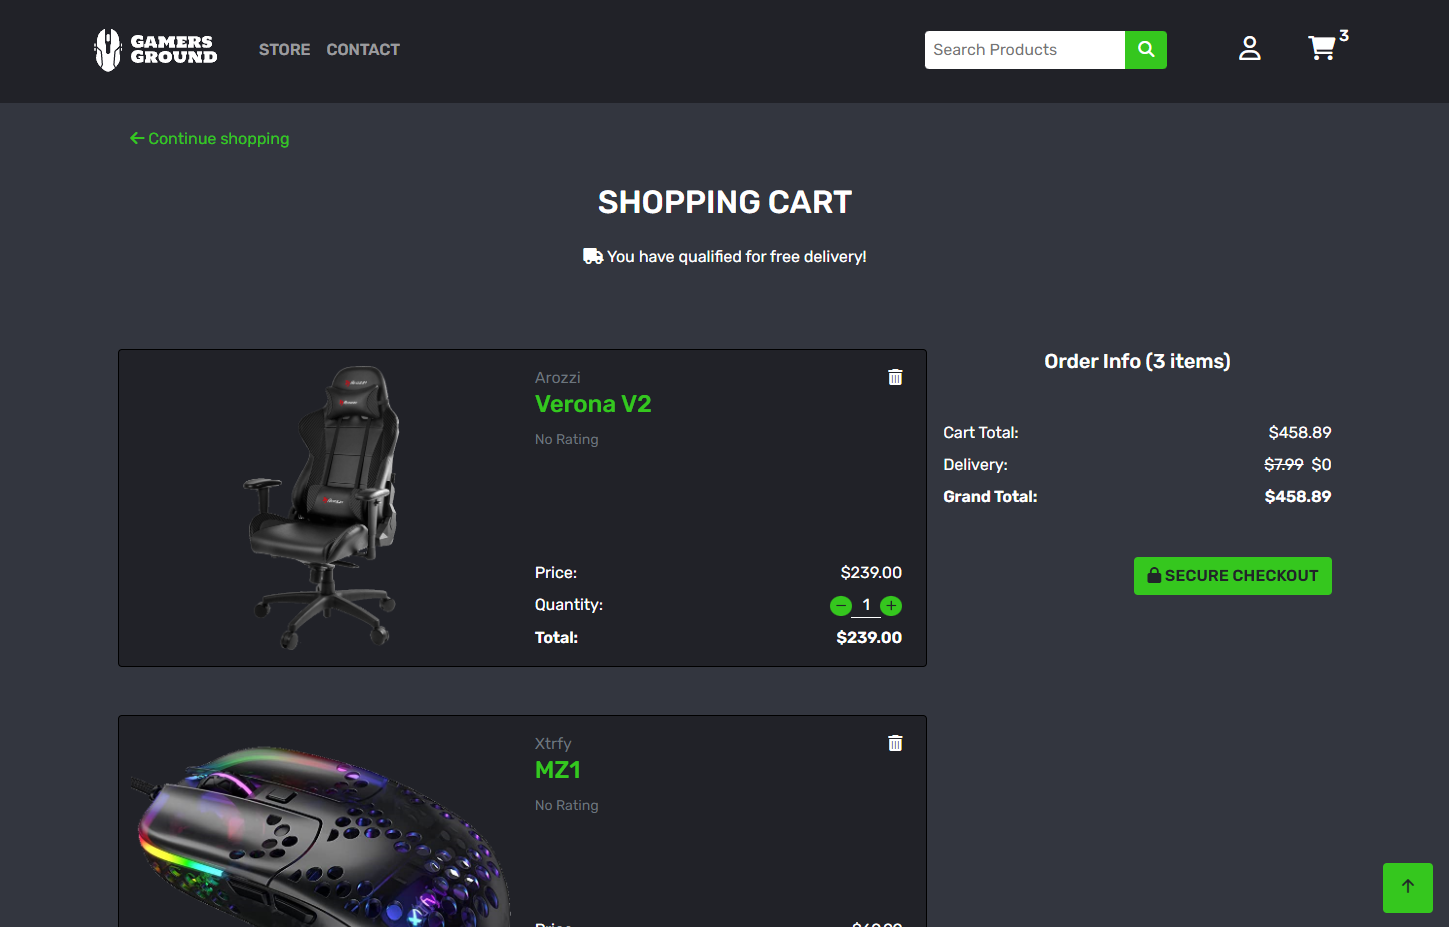 GAMERS
GROUND
STORE CONTACT
Search Products
3
Continue shopping
SHOPPING CART
You have qualified for free delivery!
Arozzi
Verona V2
No Rating
Price: $239.00
Quantity: 1
Total: $239.00
Order Info (3 items)
Cart Total: $458.89
Delivery: $7.99 $0
Grand Total: $458.89
SECURE CHECKOUT
Xtrfy
MZ1
No Rating